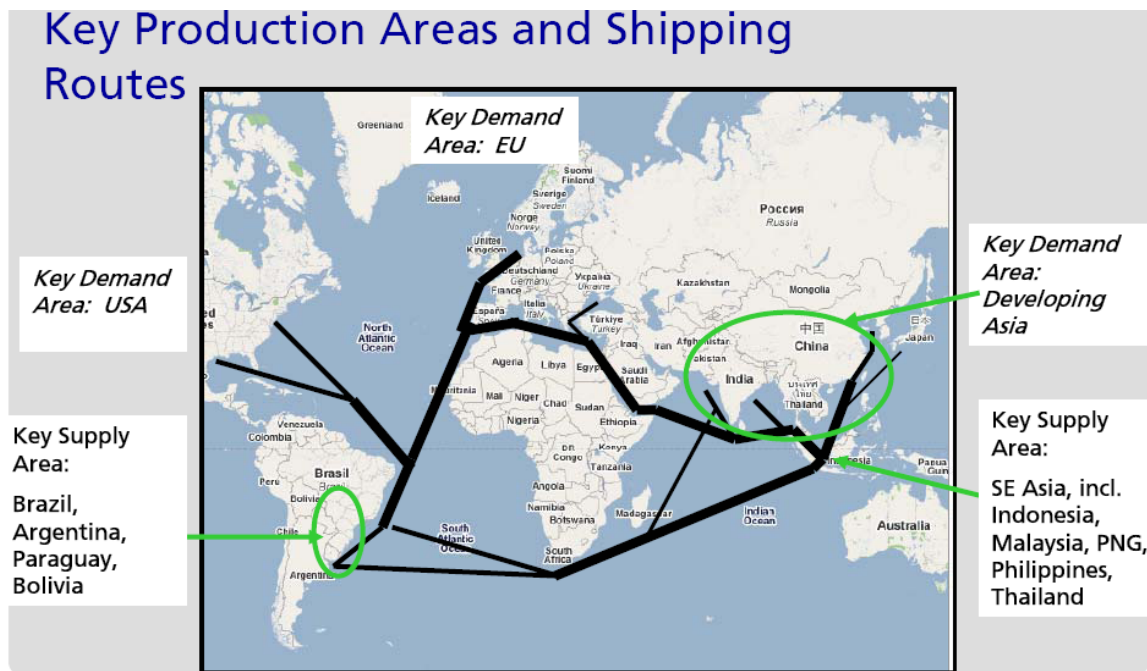 Key Production Areas and Shipping
Routes
Key Demand
Area: EU
Key Demand
Area: USA
Key Demand
Area:
Developing
Asia
Key Supply
Area:
Brazil,
Argentina,
Paraguay,
Bolivia
Key Supply
Area:
SE Asia, incl.
Indonesia,
Malaysia, PNG,
Philippines,
Thailand
Greenland
Iceland
Suomi
Finland
Sverige
Sweden
Norge
Norway
United
Kingdom
Polska
Poland
Deutschland
Germany
France
Україна
Ukraine
Italia
Italy
España
Türkiye
Turkey
Россия
Russia
Kazakhstan
Mongolia
中国
China
日本
Japan
Afghanistan
Pakistan
Iraq
Iran
India
Thailand
North
Atlantic
Ocean
Algeria
Libya
Egypt
Saudi
Arabia
Mali
Niger
Chad
Sudan
Nigeria
Ethiopia
DR
Congo
Kenya
Tanzania
Angola
Namibia
Botswana
Madagascar
South
Africa
Venezuela
Colombia
Perú
Brasil
Brazil
Bolivia
Chile
Argentina
South
Atlantic
Indian
Ocean
Papua
Australia